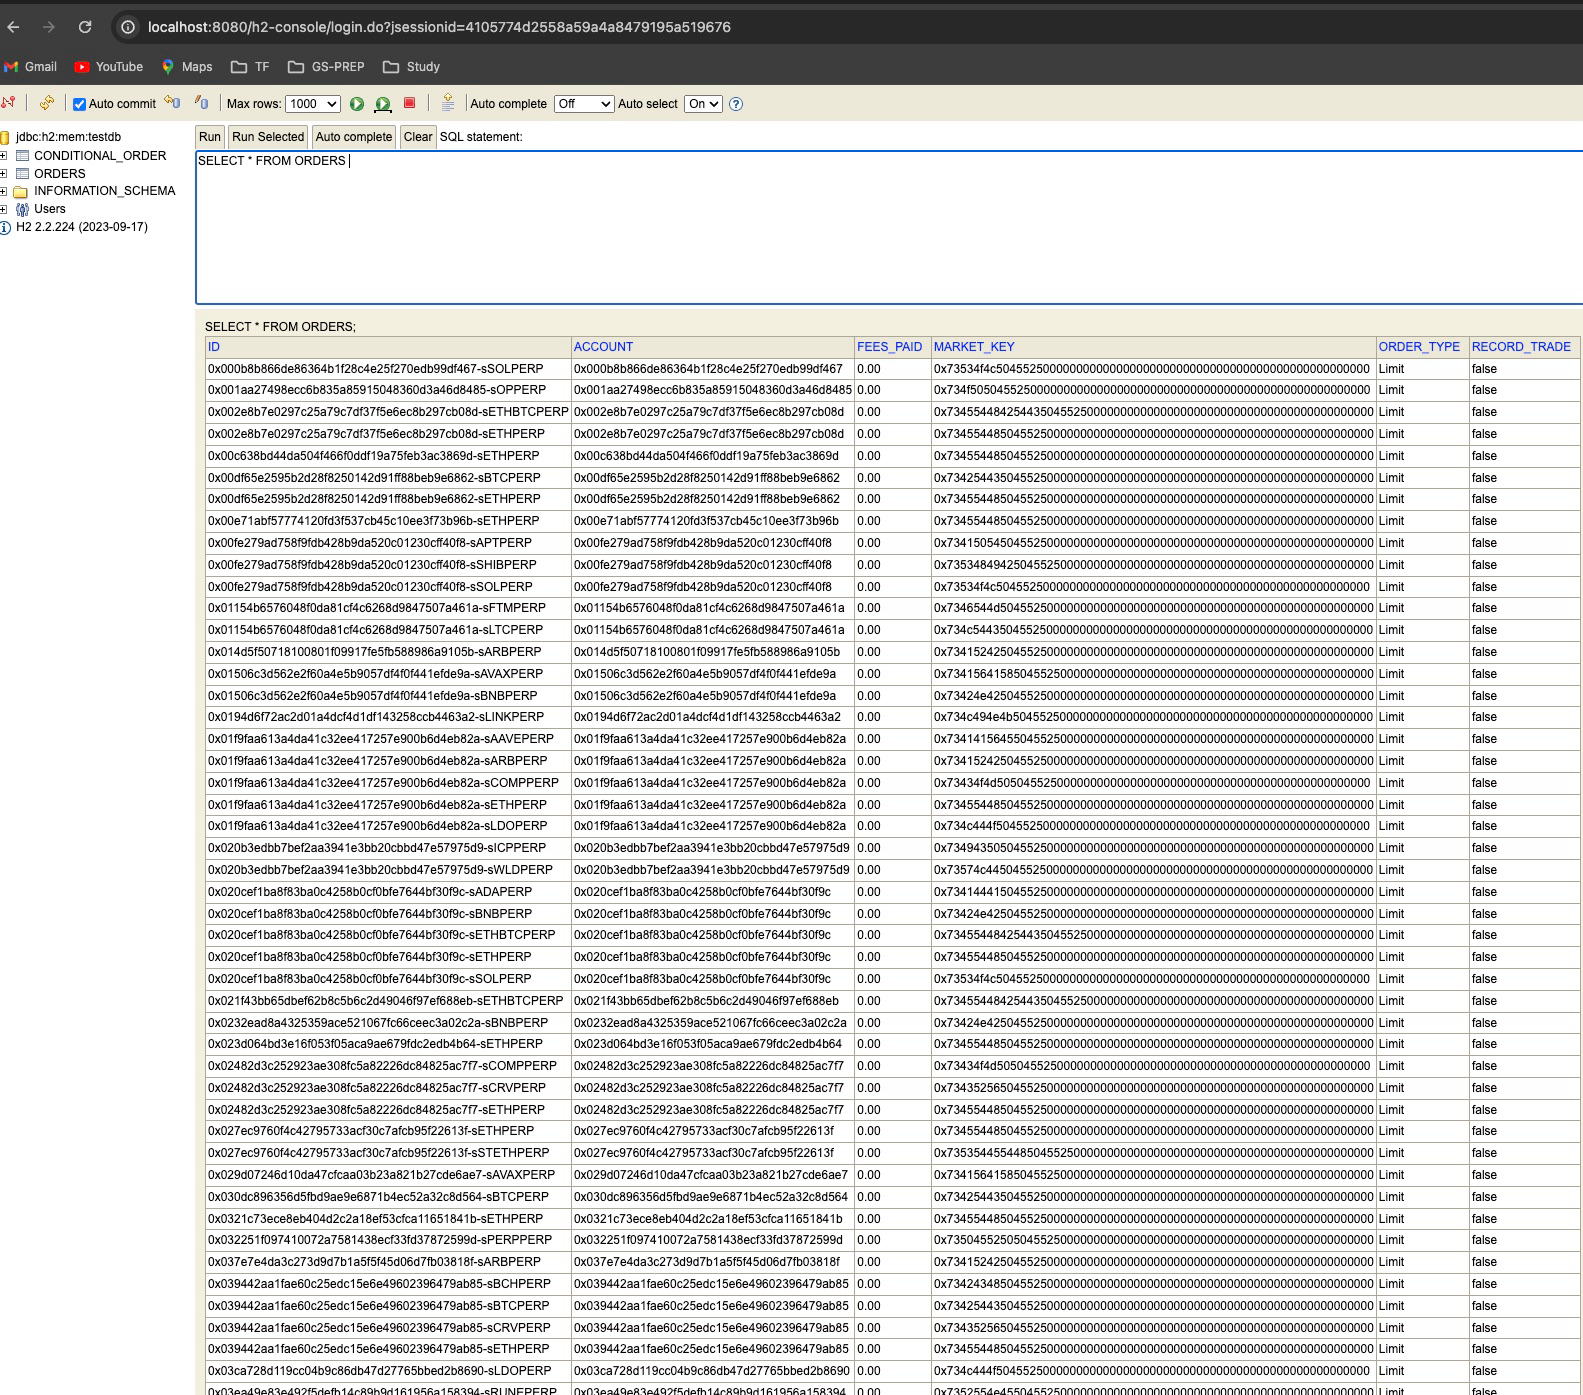 localhost:8080/h2-console/login.do?jsessionid=4105774d2558a59a4a8479195a519676
Gmail YouTube Maps TF GS-PREP Study
Auto commit Max rows: 1000 Auto complete Off Auto select On
jdbc:h2:mem:testdb
CONDITIONAL_ORDER
ORDERS
INFORMATION_SCHEMA
Users
H2 2.2.224 (2023-09-17)
Run Run Selected Auto complete Clear SQL statement:
SELECT * FROM ORDERS
SELECT * FROM ORDERS;
ID ACCOUNT FEES_PAID MARKET_KEY ORDER_TYPE RECORD_TRADE
0x000b8b866de86364b1f28c4e25f270edb99df467-sSOLPERP 0x000b8b866de86364b1f28c4e25f270edb99df467 0.00 0x73534f4c50455250000000000000000000000000000000000000000000000000 Limit false
0x001aa27498ecc6b835a85915048360d3a46d8485-sOPPERP 0x001aa27498ecc6b835a85915048360d3a46d8485 0.00 0x734f505045525000000000000000000000000000000000000000000000000000 Limit false
0x002e8b7e0297c25a79c7df37f5e6ec8b297cb08d-sETHBTCPERP 0x002e8b7e0297c25a79c7df37f5e6ec8b297cb08d 0.00 0x7345544842544350455250000000000000000000000000000000000000000000 Limit false
0x002e8b7e0297c25a79c7df37f5e6ec8b297cb08d-sETHPERP 0x002e8b7e0297c25a79c7df37f5e6ec8b297cb08d 0.00 0x7345544850455250000000000000000000000000000000000000000000000000 Limit false
0x00c638bd44da504f466f0ddf19a75feb3ac3869d-sETHPERP 0x00c638bd44da504f466f0ddf19a75feb3ac3869d 0.00 0x7345544850455250000000000000000000000000000000000000000000000000 Limit false
0x00df65e2595b2d28f8250142d91ff88beb9e6862-sBTCPERP 0x00df65e2595b2d28f8250142d91ff88beb9e6862 0.00 0x7342544350455250000000000000000000000000000000000000000000000000 Limit false
0x00df65e2595b2d28f8250142d91ff88beb9e6862-sETHPERP 0x00df65e2595b2d28f8250142d91ff88beb9e6862 0.00 0x7345544850455250000000000000000000000000000000000000000000000000 Limit false
0x00e71abf57774120fd3f537cb45c10ee3f73b96b-sETHPERP 0x00e71abf57774120fd3f537cb45c10ee3f73b96b 0.00 0x7345544850455250000000000000000000000000000000000000000000000000 Limit false
0x00fe279ad758f9fdb428b9da520c01230cff40f8-sAPTPERP 0x00fe279ad758f9fdb428b9da520c01230cff40f8 0.00 0x7341505450455250000000000000000000000000000000000000000000000000 Limit false
0x00fe279ad758f9fdb428b9da520c01230cff40f8-sSHIBPERP 0x00fe279ad758f9fdb428b9da520c01230cff40f8 0.00 0x7353484942504552500000000000000000000000000000000000000000000000 Limit false
0x00fe279ad758f9fdb428b9da520c01230cff40f8-sSOLPERP 0x00fe279ad758f9fdb428b9da520c01230cff40f8 0.00 0x73534f4c50455250000000000000000000000000000000000000000000000000 Limit false
0x01154b6576048f0da81cf4c6268d9847507a461a-sFTMPERP 0x01154b6576048f0da81cf4c6268d9847507a461a 0.00 0x7346544d50455250000000000000000000000000000000000000000000000000 Limit false
0x01154b6576048f0da81cf4c6268d9847507a461a-sLTCPERP 0x01154b6576048f0da81cf4c6268d9847507a461a 0.00 0x734c544350455250000000000000000000000000000000000000000000000000 Limit false
0x014d5f50718100801f09917fe5fb588986a9105b-sARBPERP 0x014d5f50718100801f09917fe5fb588986a9105b 0.00 0x7341524250455250000000000000000000000000000000000000000000000000 Limit false
0x01506c3d562e2f60a4e5b9057df4f0f441efde9a-sAVAXPERP 0x01506c3d562e2f60a4e5b9057df4f0f441efde9a 0.00 0x7341564158504552500000000000000000000000000000000000000000000000 Limit false
0x01506c3d562e2f60a4e5b9057df4f0f441efde9a-sBNBPERP 0x01506c3d562e2f60a4e5b9057df4f0f441efde9a 0.00 0x73424e4250455250000000000000000000000000000000000000000000000000 Limit false
0x0194d6f72ac2d01a4dcf4d1df143258ccb4463a2-sLINKPERP 0x0194d6f72ac2d01a4dcf4d1df143258ccb4463a2 0.00 0x734c494e4b504552500000000000000000000000000000000000000000000000 Limit false
0x01f9faa613a4da41c32ee417257e900b6d4eb82a-sAAVEPERP 0x01f9faa613a4da41c32ee417257e900b6d4eb82a 0.00 0x7341415645504552500000000000000000000000000000000000000000000000 Limit false
0x01f9faa613a4da41c32ee417257e900b6d4eb82a-sARBPERP 0x01f9faa613a4da41c32ee417257e900b6d4eb82a 0.00 0x7341524250455250000000000000000000000000000000000000000000000000 Limit false
0x01f9faa613a4da41c32ee417257e900b6d4eb82a-sCOMPPERP 0x01f9faa613a4da41c32ee417257e900b6d4eb82a 0.00 0x73434f4d50504552500000000000000000000000000000000000000000000000 Limit false
0x01f9faa613a4da41c32ee417257e900b6d4eb82a-sETHPERP 0x01f9faa613a4da41c32ee417257e900b6d4eb82a 0.00 0x7345544850455250000000000000000000000000000000000000000000000000 Limit false
0x01f9faa613a4da41c32ee417257e900b6d4eb82a-sLDOPERP 0x01f9faa613a4da41c32ee417257e900b6d4eb82a 0.00 0x734c444f50455250000000000000000000000000000000000000000000000000 Limit false
0x020b3edbb7bef2aa3941e3bb20cbbd47e57975d9-sICPPERP 0x020b3edbb7bef2aa3941e3bb20cbbd47e57975d9 0.00 0x7349435050455250000000000000000000000000000000000000000000000000 Limit false
0x020b3edbb7bef2aa3941e3bb20cbbd47e57975d9-sWLDPERP 0x020b3edbb7bef2aa3941e3bb20cbbd47e57975d9 0.00 0x73574c4450455250000000000000000000000000000000000000000000000000 Limit false
0x020cef1ba8f83ba0c4258b0cf0bfe7644bf30f9c-sADAPERP 0x020cef1ba8f83ba0c4258b0cf0bfe7644bf30f9c 0.00 0x7341444150455250000000000000000000000000000000000000000000000000 Limit false
0x020cef1ba8f83ba0c4258b0cf0bfe7644bf30f9c-sBNBPERP 0x020cef1ba8f83ba0c4258b0cf0bfe7644bf30f9c 0.00 0x73424e4250455250000000000000000000000000000000000000000000000000 Limit false
0x020cef1ba8f83ba0c4258b0cf0bfe7644bf30f9c-sETHBTCPERP 0x020cef1ba8f83ba0c4258b0cf0bfe7644bf30f9c 0.00 0x7345544842544350455250000000000000000000000000000000000000000000 Limit false
0x020cef1ba8f83ba0c4258b0cf0bfe7644bf30f9c-sETHPERP 0x020cef1ba8f83ba0c4258b0cf0bfe7644bf30f9c 0.00 0x7345544850455250000000000000000000000000000000000000000000000000 Limit false
0x020cef1ba8f83ba0c4258b0cf0bfe7644bf30f9c-sSOLPERP 0x020cef1ba8f83ba0c4258b0cf0bfe7644bf30f9c 0.00 0x73534f4c50455250000000000000000000000000000000000000000000000000 Limit false
0x021f43bb65dbef62b8c5b6c2d49046f97ef688eb-sETHBTCPERP 0x021f43bb65dbef62b8c5b6c2d49046f97ef688eb 0.00 0x7345544842544350455250000000000000000000000000000000000000000000 Limit false
0x0232ead8a4325359ace521067fc66ceec3a02c2a-sBNBPERP 0x0232ead8a4325359ace521067fc66ceec3a02c2a 0.00 0x73424e4250455250000000000000000000000000000000000000000000000000 Limit false
0x023d064bd3e16f053f05aca9ae679fdc2edb4b64-sETHPERP 0x023d064bd3e16f053f05aca9ae679fdc2edb4b64 0.00 0x7345544850455250000000000000000000000000000000000000000000000000 Limit false
0x02482d3c252923ae308fc5a82226dc84825ac7f7-sCOMPPERP 0x02482d3c252923ae308fc5a82226dc84825ac7f7 0.00 0x73434f4d50504552500000000000000000000000000000000000000000000000 Limit false
0x02482d3c252923ae308fc5a82226dc84825ac7f7-sCRVPERP 0x02482d3c252923ae308fc5a82226dc84825ac7f7 0.00 0x7343525650455250000000000000000000000000000000000000000000000000 Limit false
0x02482d3c252923ae308fc5a82226dc84825ac7f7-sETHPERP 0x02482d3c252923ae308fc5a82226dc84825ac7f7 0.00 0x7345544850455250000000000000000000000000000000000000000000000000 Limit false
0x027ec9760f4c42795733acf30c7afcb95f22613f-sETHPERP 0x027ec9760f4c42795733acf30c7afcb95f22613f 0.00 0x7345544850455250000000000000000000000000000000000000000000000000 Limit false
0x027ec9760f4c42795733acf30c7afcb95f22613f-sSTETHPERP 0x027ec9760f4c42795733acf30c7afcb95f22613f 0.00 0x7353544554485045525000000000000000000000000000000000000000000000 Limit false
0x029d07246d10da47cfcaa03b23a821b27cde6ae7-sAVAXPERP 0x029d07246d10da47cfcaa03b23a821b27cde6ae7 0.00 0x7341564158504552500000000000000000000000000000000000000000000000 Limit false
0x030dc896356d5fbd9ae9e6871b4ec52a32c8d564-sBTCPERP 0x030dc896356d5fbd9ae9e6871b4ec52a32c8d564 0.00 0x7342544350455250000000000000000000000000000000000000000000000000 Limit false
0x0321c73ece8eb404d2c2a18ef53cfca11651841b-sETHPERP 0x0321c73ece8eb404d2c2a18ef53cfca11651841b 0.00 0x7345544850455250000000000000000000000000000000000000000000000000 Limit false
0x032251f097410072a7581438ecf33fd37872599d-sPERPPERP 0x032251f097410072a7581438ecf33fd37872599d 0.00 0x7350455250504552500000000000000000000000000000000000000000000000 Limit false
0x037e7e4da3c273d9d7b1a5f5f45d06d7fb03818f-sARBPERP 0x037e7e4da3c273d9d7b1a5f5f45d06d7fb03818f 0.00 0x7341524250455250000000000000000000000000000000000000000000000000 Limit false
0x039442aa1fae60c25edc15e6e49602396479ab85-sBCHPERP 0x039442aa1fae60c25edc15e6e49602396479ab85 0.00 0x7342434850455250000000000000000000000000000000000000000000000000 Limit false
0x039442aa1fae60c25edc15e6e49602396479ab85-sBTCPERP 0x039442aa1fae60c25edc15e6e49602396479ab85 0.00 0x7342544350455250000000000000000000000000000000000000000000000000 Limit false
0x039442aa1fae60c25edc15e6e49602396479ab85-sCRVPERP 0x039442aa1fae60c25edc15e6e49602396479ab85 0.00 0x7343525650455250000000000000000000000000000000000000000000000000 Limit false
0x039442aa1fae60c25edc15e6e49602396479ab85-sETHPERP 0x039442aa1fae60c25edc15e6e49602396479ab85 0.00 0x7345544850455250000000000000000000000000000000000000000000000000 Limit false
0x03ca728d119cc04b9c86db47d27765bbed2b8690-sLDOPERP 0x03ca728d119cc04b9c86db47d27765bbed2b8690 0.00 0x734c444f50455250000000000000000000000000000000000000000000000000 Limit false
0x03ea49e83e492f5defb14c89b9d161956a158394-sRUNEPERP 0x03ea49e83e492f5defb14c89b9d161956a158394 0.00 0x7352554e45504552500000000000000000000000000000000000000000000000 Limit false